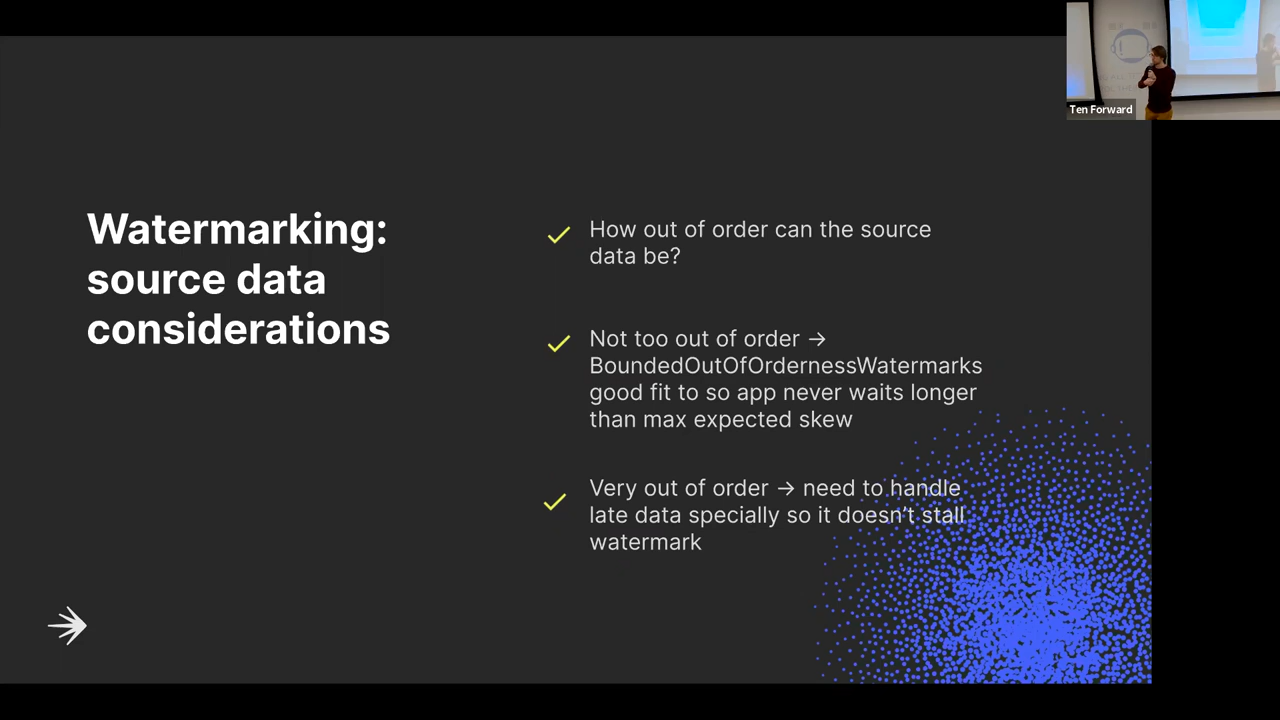 Ten Forward
Watermarking:
source data
considerations
How out of order can the source
data be?
Not too out of order →
BoundedOutOfOrdernessWatermarks
good fit to so app never waits longer
than max expected skew
Very out of order → need to handle
late data specially so it doesn't stall
watermark